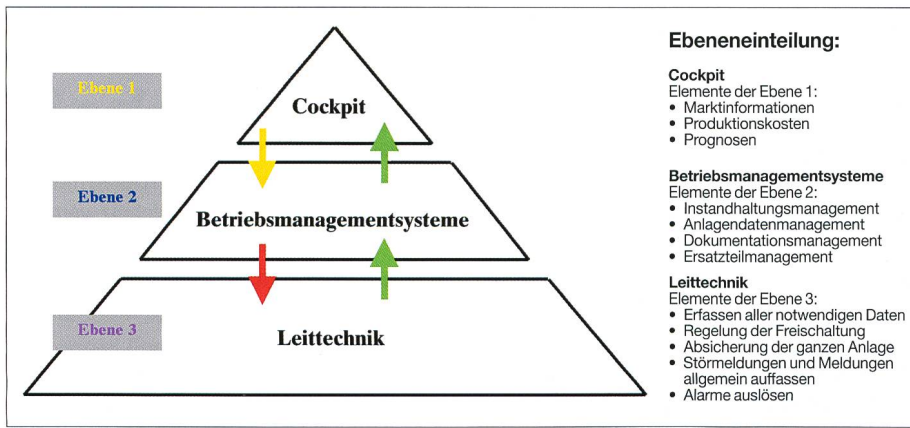 Ebene 1
Cockpit
Ebene 2
Betriebsmanagementsysteme
Ebene 3
Leittechnik
Ebeneneinteilung:
Cockpit
Elemente der Ebene 1:
• Marktinformationen
• Produktionskosten
• Prognosen
Betriebsmanagementsysteme
Elemente der Ebene 2:
• Instandhaltungsmanagement
• Anlagendatenmanagement
• Dokumentationsmanagement
• Ersatzteilmanagement
Leittechnik
Elemente der Ebene 3:
• Erfassen aller notwendigen Daten
• Regelung der Freischaltung
• Absicherung der ganzen Anlage
• Störmeldungen und Meldungen
allgemein auffassen
• Alarme auslösen